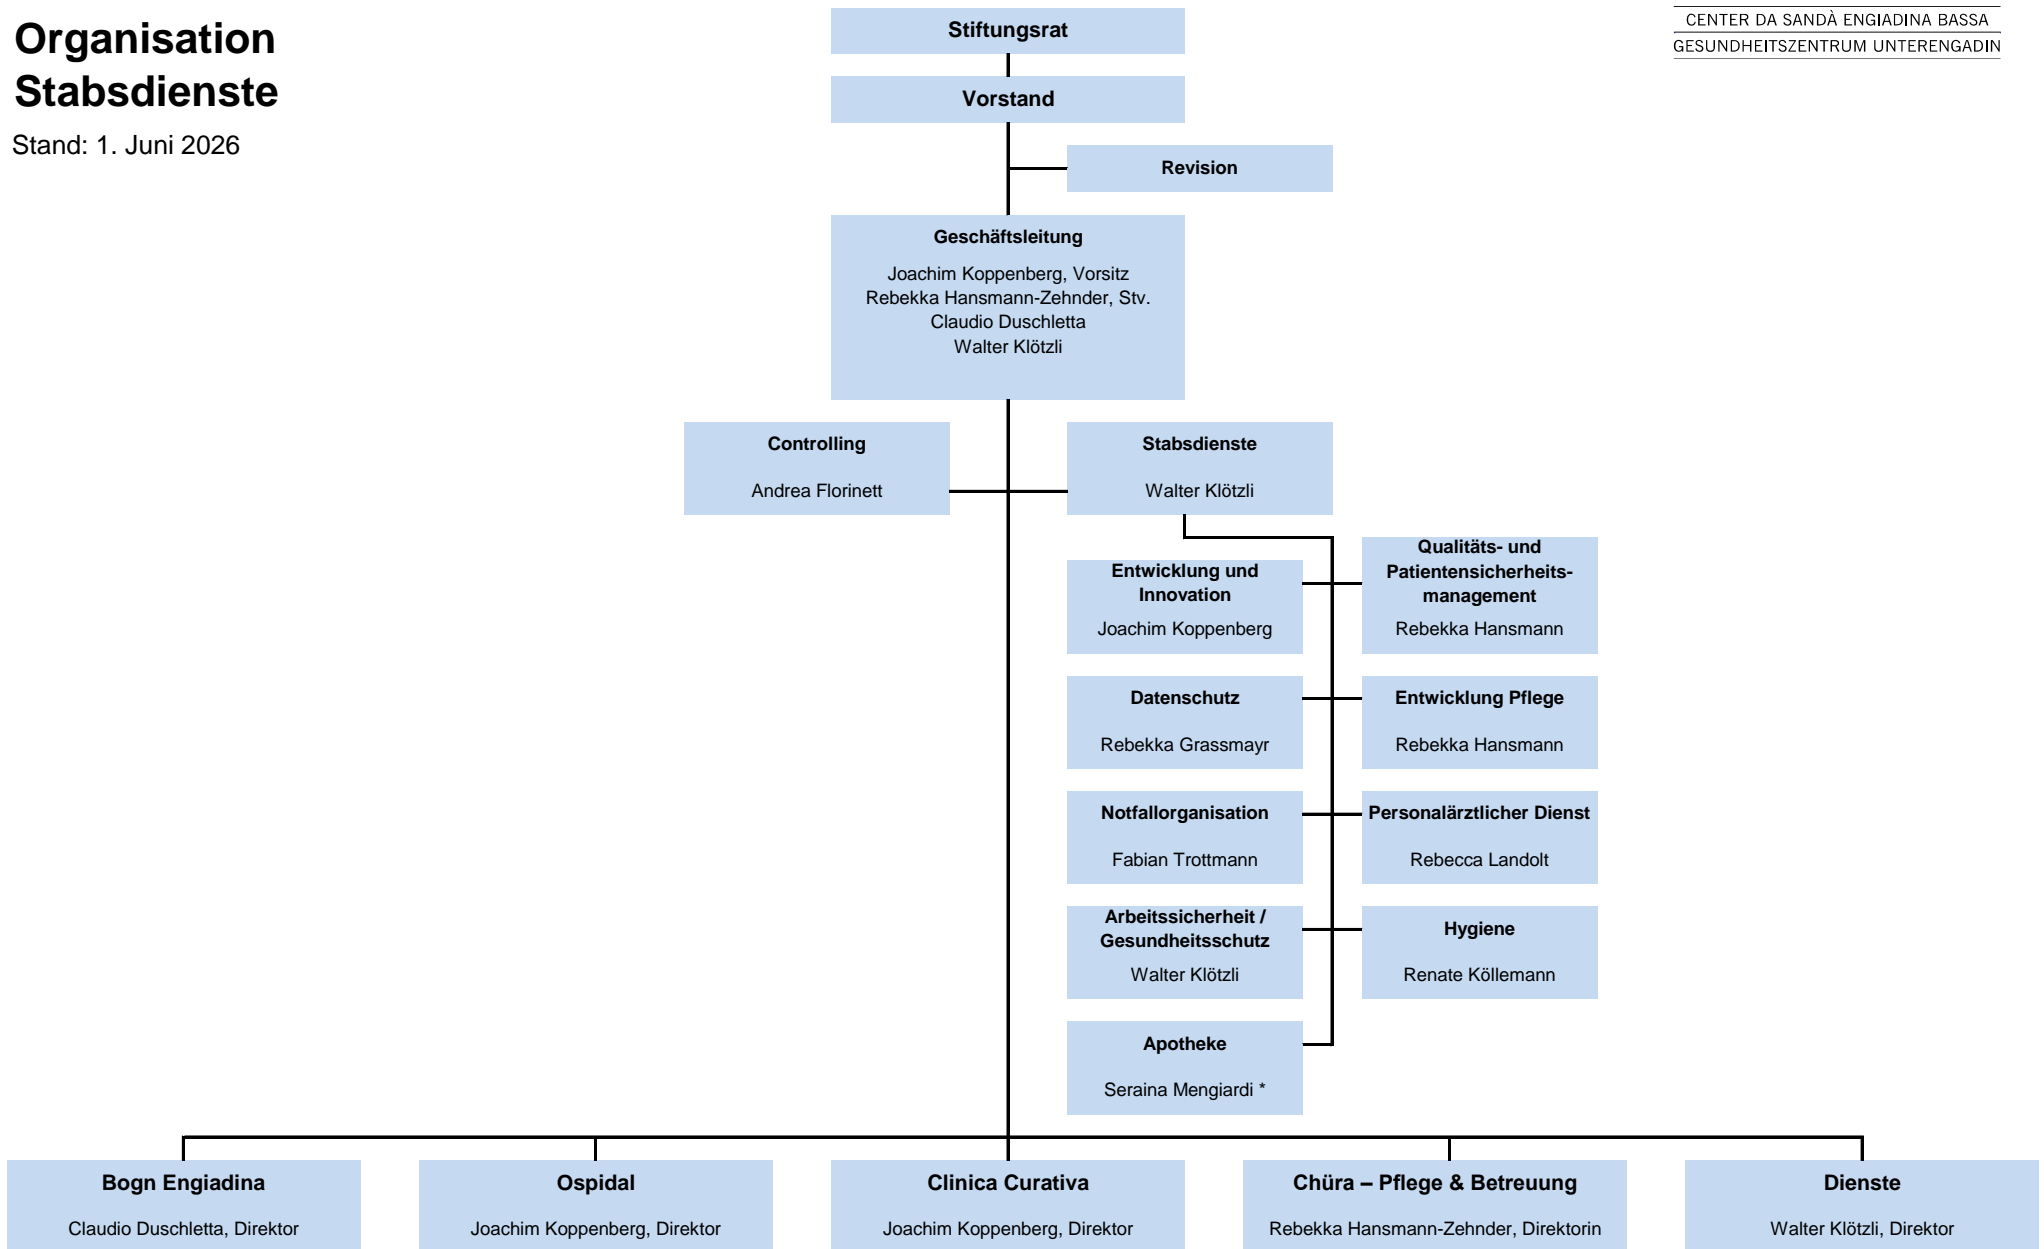 Organisation
Stabsdienste
Stand: 1. Juni 2026
CENTER DA SANDÀ ENGIADINA BASSA
GESUNDHEITSZENTRUM UNTERENGADIN
Stiftungsrat
Vorstand
Revision
Geschäftsleitung
Joachim Koppenberg, Vorsitz
Rebekka Hansmann-Zehnder, Stv.
Claudio Duschletta
Walter Klötzli
Controlling
Andrea Florinett
Stabsdienste
Walter Klötzli
Entwicklung und
Innovation
Joachim Koppenberg
Qualitäts- und
Patientensicherheits-
management
Rebekka Hansmann
Datenschutz
Rebekka Grassmayr
Entwicklung Pflege
Rebekka Hansmann
Notfallorganisation
Fabian Trottmann
Personalärztlicher Dienst
Rebecca Landolt
Arbeitssicherheit /
Gesundheitsschutz
Walter Klötzli
Hygiene
Renate Köllemann
Apotheke
Seraina Mengiardi *
Bogn Engiadina
Claudio Duschletta, Direktor
Ospidal
Joachim Koppenberg, Direktor
Clinica Curativa
Joachim Koppenberg, Direktor
Chüra – Pflege & Betreuung
Rebekka Hansmann-Zehnder, Direktorin
Dienste
Walter Klötzli, Direktor